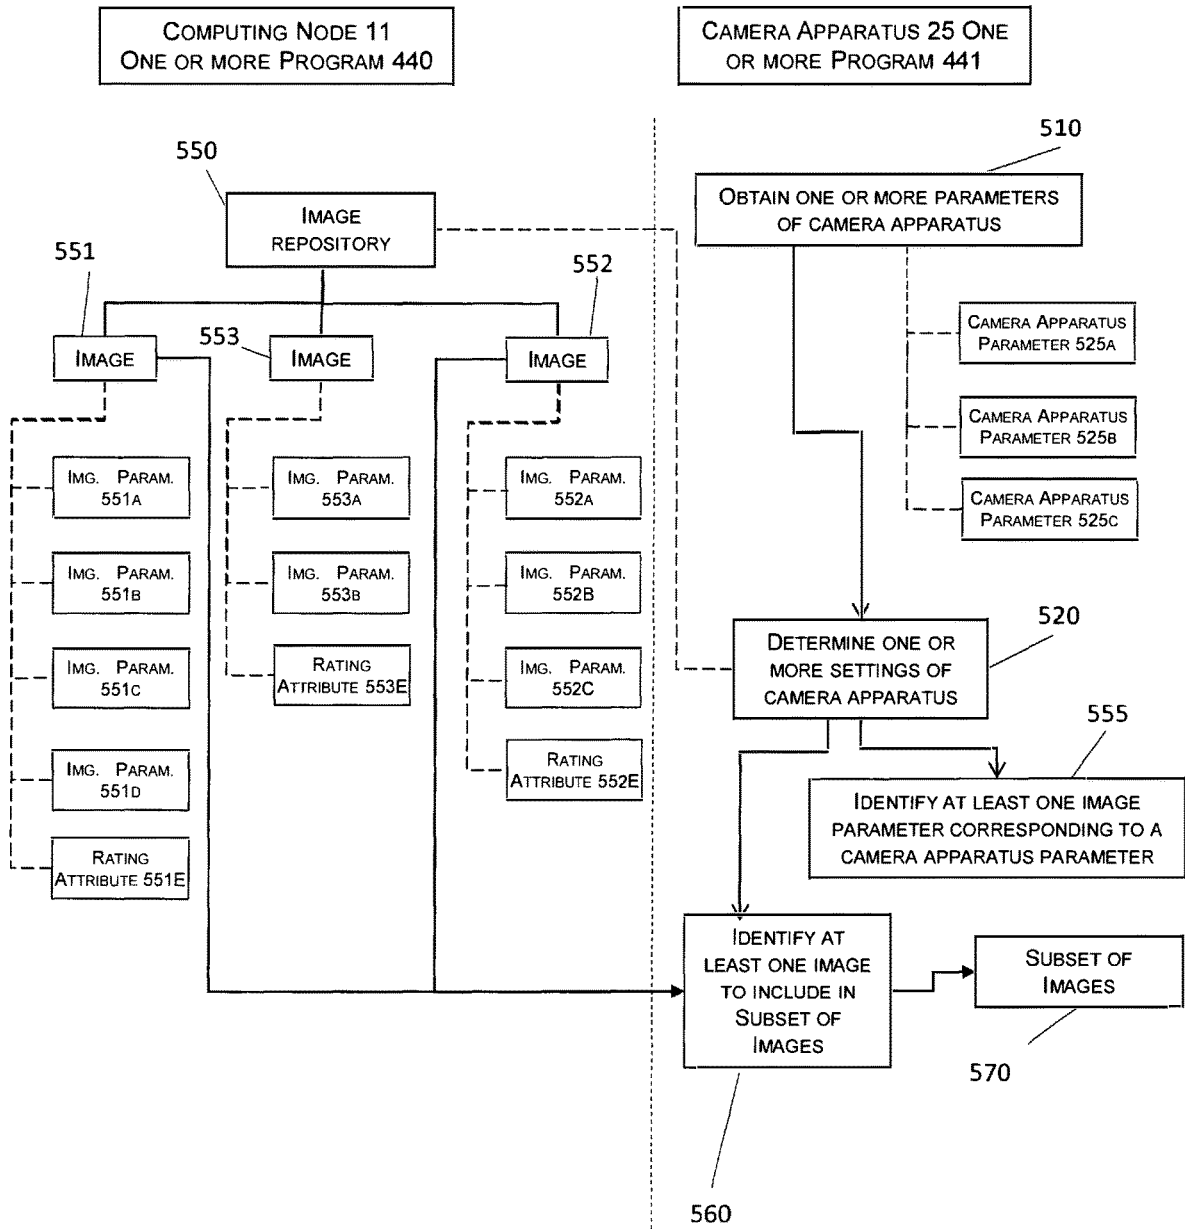 COMPUTING NODE 11
ONE OR MORE PROGRAM 440
CAMERA APPARATUS 25 ONE
OR MORE PROGRAM 441
510
550
OBTAIN ONE OR MORE PARAMETERS
OF CAMERA APPARATUS
IMAGE
REPOSITORY
551
552
553
IMAGE
IMAGE
IMAGE
CAMERA APPARATUS
PARAMETER 525A
CAMERA APPARATUS
PARAMETER 525B
CAMERA APPARATUS
PARAMETER 525C
IMG. PARAM.
551A
IMG. PARAM.
553A
IMG. PARAM.
552A
IMG. PARAM.
551B
IMG. PARAM.
553B
IMG. PARAM.
552B
IMG. PARAM.
551C
RATING
ATTRIBUTE 553E
IMG. PARAM.
552C
520
DETERMINE ONE OR
MORE SETTINGS OF
CAMERA APPARATUS
IMG. PARAM.
551D
RATING
ATTRIBUTE 552E
555
IDENTIFY AT LEAST ONE IMAGE
PARAMETER CORRESPONDING TO A
CAMERA APPARATUS PARAMETER
RATING
ATTRIBUTE 551E
IDENTIFY AT
LEAST ONE IMAGE
TO INCLUDE IN
SUBSET OF
IMAGES
SUBSET OF
IMAGES
570
560